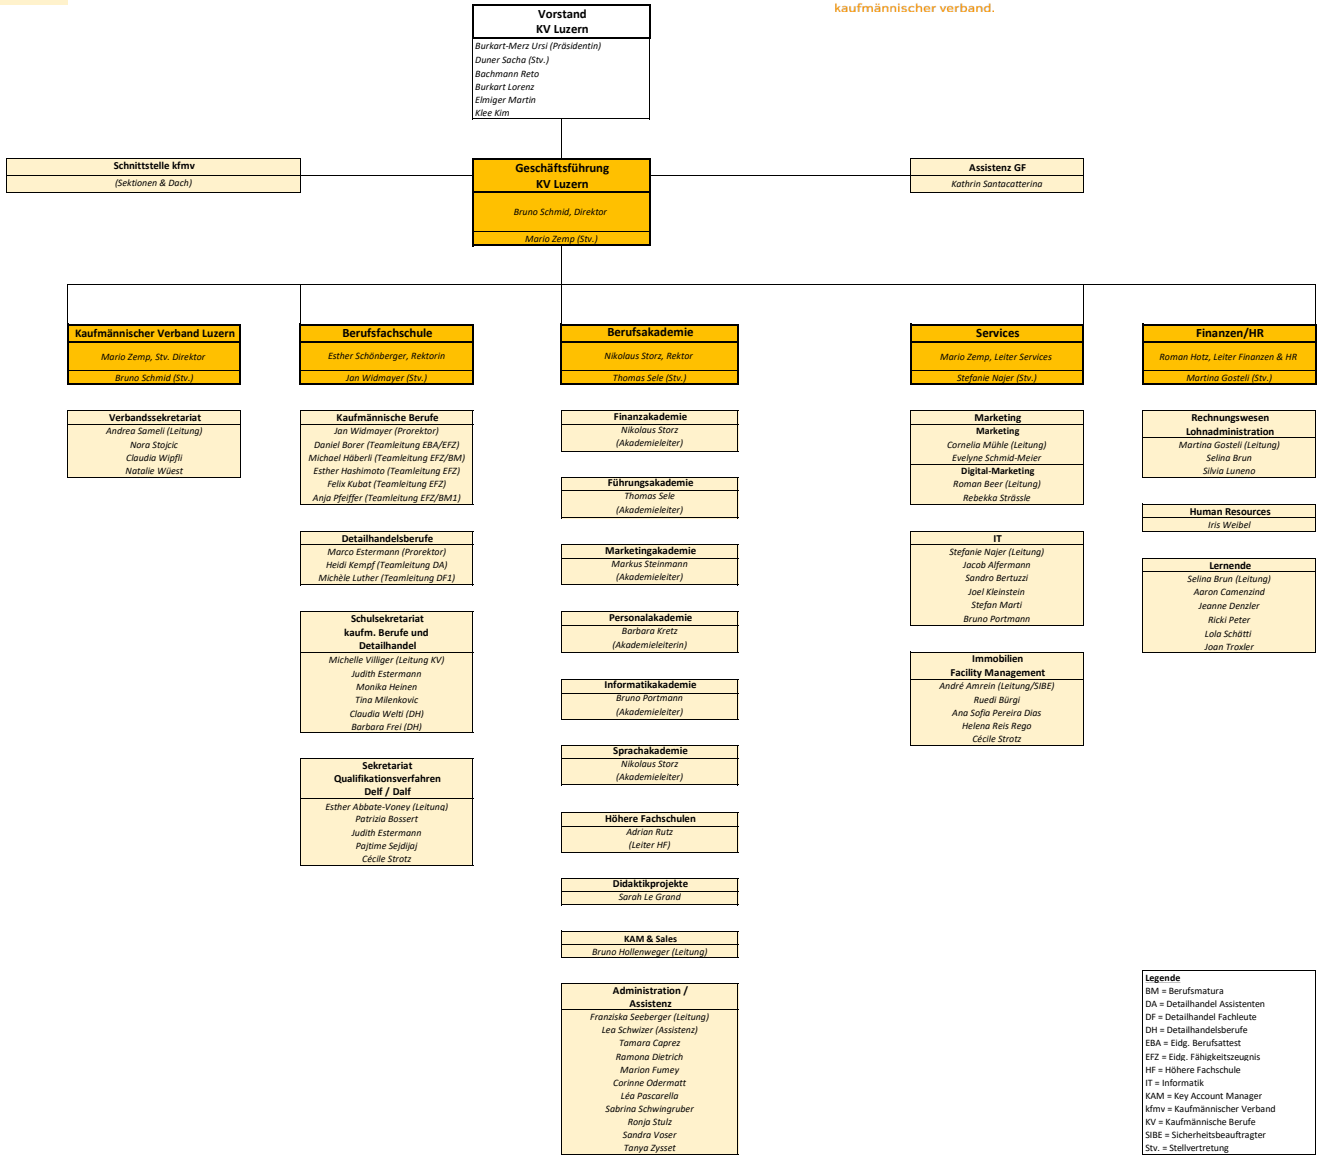 kaufmännischer verband.
Vorstand
KV Luzern
Burkart-Merz Ursi (Präsidentin)
Duner Sacha (Stv.)
Bachmann Reto
Burkart Lorenz
Elmiger Martin
Klee Kim
Schnittstelle kfmv
(Sektionen & Dach)
Geschäftsführung
KV Luzern
Bruno Schmid, Direktor
Mario Zemp (Stv.)
Assistenz GF
Kathrin Santacatterina
Kaufmännischer Verband Luzern
Mario Zemp, Stv. Direktor
Bruno Schmid (Stv.)
Verbandssekretariat
Andrea Sameli (Leitung)
Nora Stojcic
Claudia Wipfli
Natalie Wüest
Berufsfachschule
Esther Schönberger, Rektorin
Jan Widmayer (Stv.)
Kaufmännische Berufe
Jan Widmayer (Prorektor)
Daniel Borer (Teamleitung EBA/EFZ)
Michael Häberli (Teamleitung EFZ/BM)
Esther Hashimoto (Teamleitung EFZ)
Felix Kubat (Teamleitung EFZ)
Anja Pfeiffer (Teamleitung EFZ/BM1)
Detailhandelsberufe
Marco Estermann (Prorektor)
Heidi Kempf (Teamleitung DA)
Michèle Luther (Teamleitung DF1)
Schulsekretariat
kaufm. Berufe und
Detailhandel
Michelle Villiger (Leitung KV)
Judith Estermann
Monika Heinen
Tina Milenkovic
Claudia Welti (DH)
Barbara Frei (DH)
Sekretariat
Qualifikationsverfahren
Delf / Dalf
Esther Abbate-Voney (Leitung)
Patrizia Bossert
Judith Estermann
Pajtime Sejdijaj
Cécile Strotz
Berufsakademie
Nikolaus Storz, Rektor
Thomas Sele (Stv.)
Finanzakademie
Nikolaus Storz
(Akademieleiter)
Führungsakademie
Thomas Sele
(Akademieleiter)
Marketingakademie
Markus Steinmann
(Akademieleiter)
Personalakademie
Barbara Kretz
(Akademieleiterin)
Informatikakademie
Bruno Portmann
(Akademieleiter)
Sprachakademie
Nikolaus Storz
(Akademieleiter)
Höhere Fachschulen
Adrian Rutz
(Leiter HF)
Didaktikprojekte
Sarah Le Grand
KAM & Sales
Bruno Hollenweger (Leitung)
Administration /
Assistenz
Franziska Seeberger (Leitung)
Lea Schwizer (Assistenz)
Tamara Caprez
Ramona Dietrich
Marion Fumey
Corinne Odermatt
Léa Pascarella
Sabrina Schwingruber
Ronja Stulz
Sandra Voser
Tanya Zysset
Services
Mario Zemp, Leiter Services
Stefanie Najer (Stv.)
Marketing
Marketing
Cornelia Mühle (Leitung)
Evelyne Schmid-Meier
Digital-Marketing
Roman Beer (Leitung)
Rebekka Strässle
IT
Stefanie Najer (Leitung)
Jacob Alfermann
Sandro Bertuzzi
Joel Kleinstein
Stefan Marti
Bruno Portmann
Immobilien
Facility Management
André Amrein (Leitung/SIBE)
Ruedi Bürgi
Ana Sofia Pereira Dias
Helena Reis Rego
Cécile Strotz
Finanzen/HR
Roman Hotz, Leiter Finanzen & HR
Martina Gosteli (Stv.)
Rechnungswesen
Lohnadministration
Martina Gosteli (Leitung)
Selina Brun
Silvia Luneno
Human Resources
Iris Weibel
Lernende
Selina Brun (Leitung)
Aaron Camenzind
Jeanne Denzler
Ricki Peter
Lola Schätti
Joan Troxler
Legende
BM = Berufsmatura
DA = Detailhandel Assistenten
DF = Detailhandel Fachleute
DH = Detailhandelsberufe
EBA = Eidg. Berufsattest
EFZ = Eidg. Fähigkeitszeugnis
HF = Höhere Fachschule
IT = Informatik
KAM = Key Account Manager
kfmv = Kaufmännischer Verband
KV = Kaufmännische Berufe
SIBE = Sicherheitsbeauftragter
Stv. = Stellvertretung